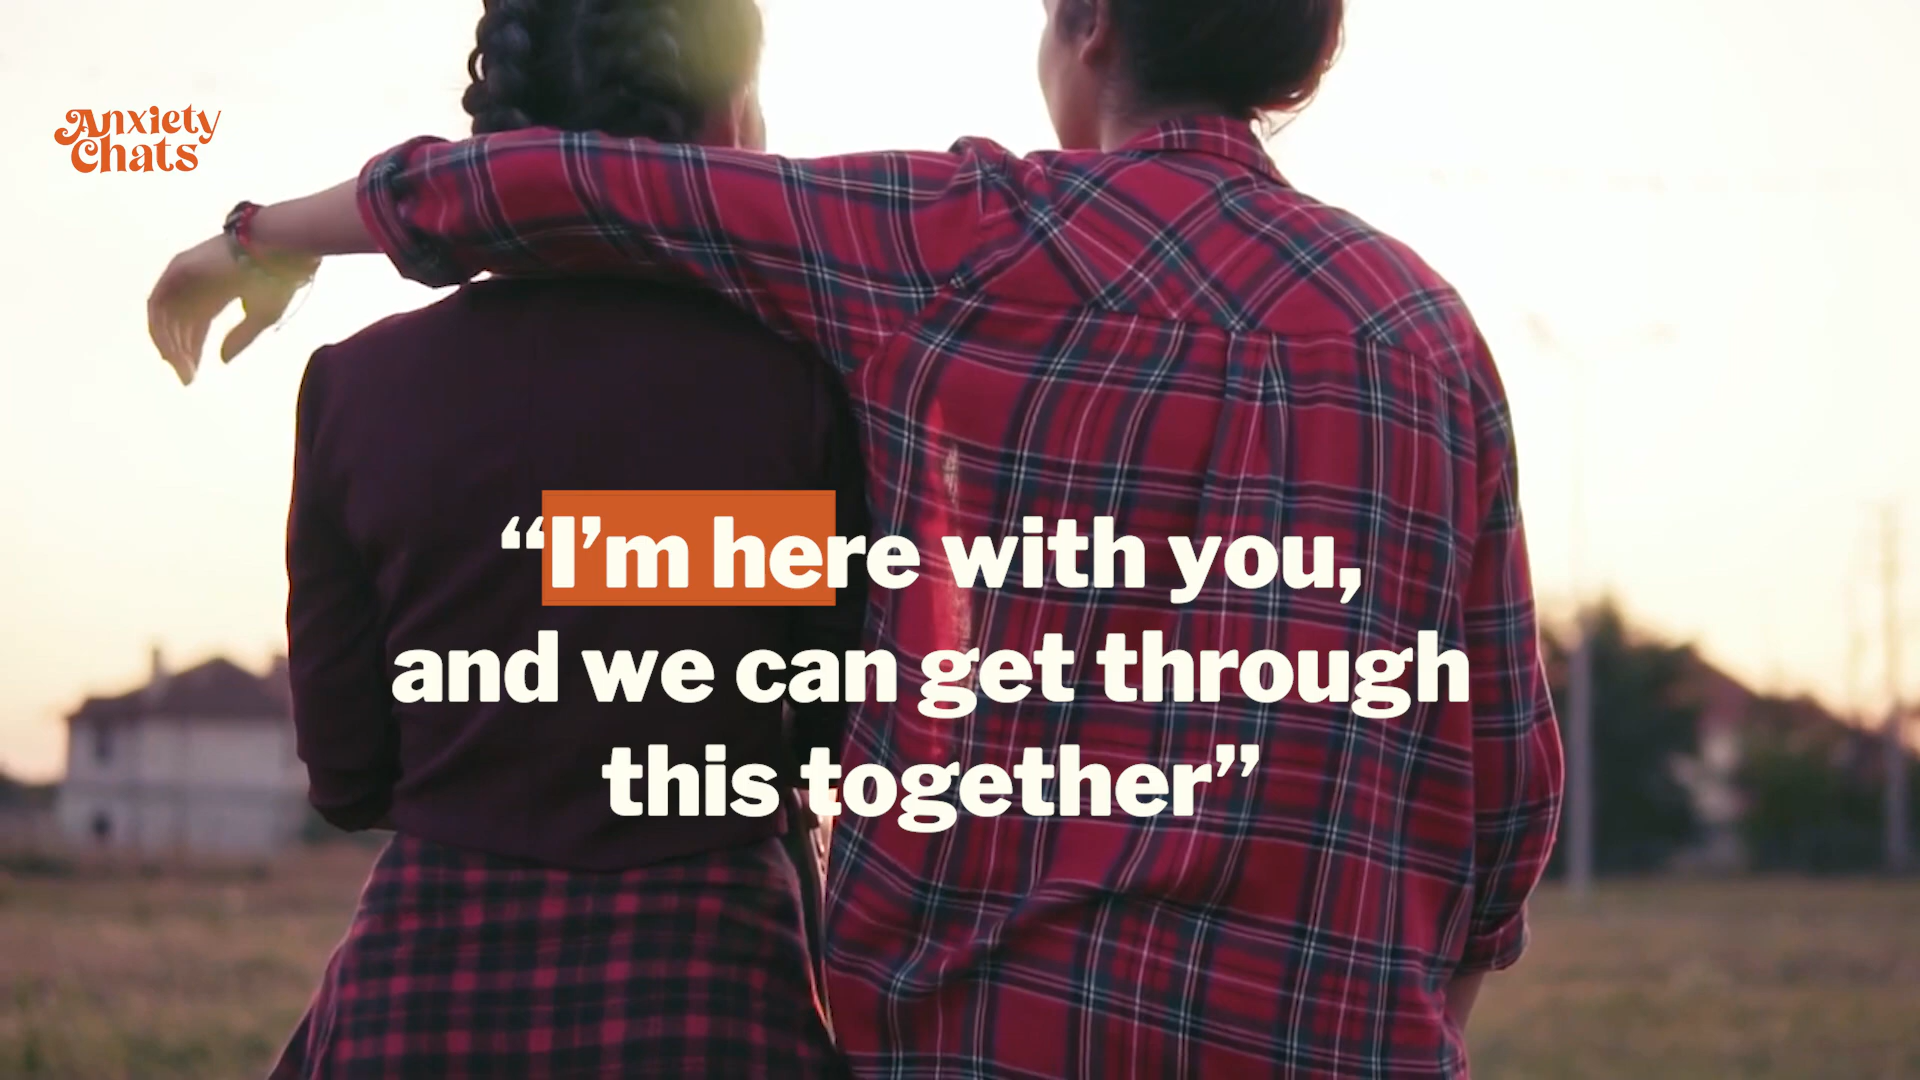 Anxiety
Chats
“I’m here with you,
and we can get through
this together”